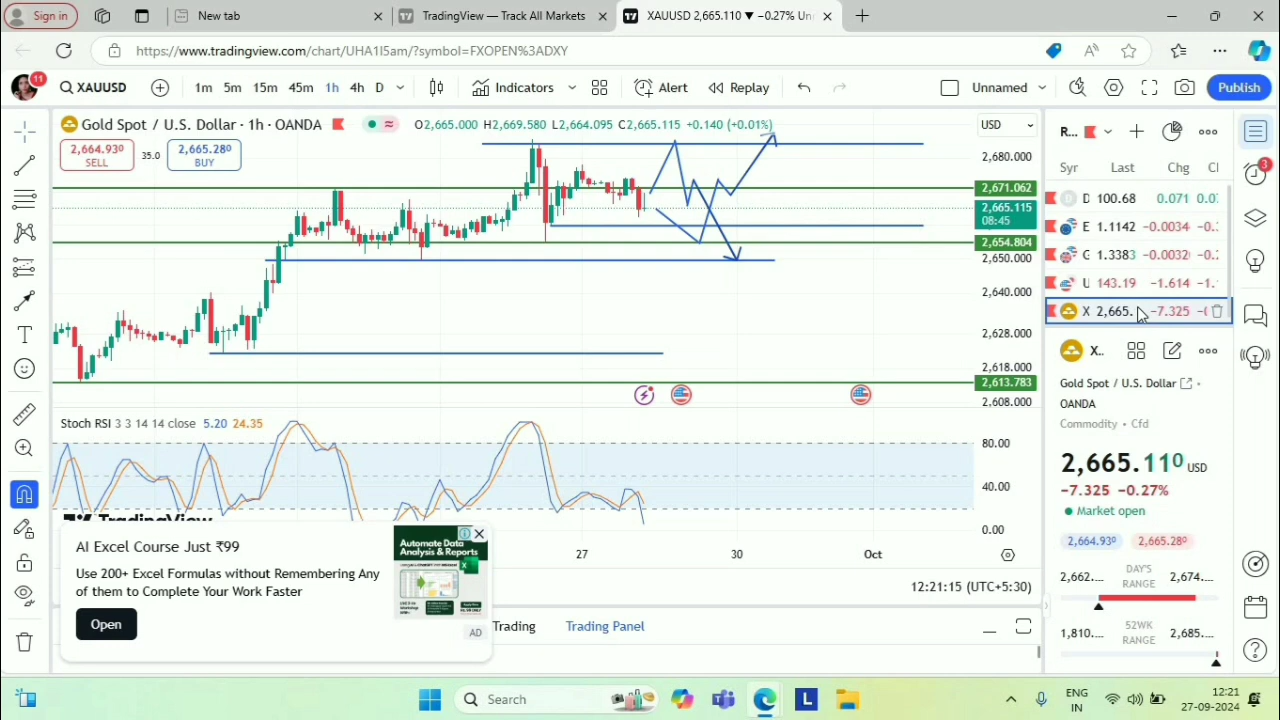 Sign in
New tab
TradingView — Track All Markets
XAUUSD 2,665.110 ▼ −0.27% Un
https://www.tradingview.com/chart/UHA1I5am/?symbol=FXOPEN%3ADXY
11
XAUUSD
1m 5m 15m 45m 1h 4h D
Indicators
Alert
Replay
Unnamed
Publish
Gold Spot / U.S. Dollar · 1h · OANDA
O2,665.000 H2,669.580 L2,664.095 C2,665.115 +0.140 (+0.01%)
USD
2,664.930
SELL
35.0
2,665.280
BUY
2,680.000
2,671.062
2,665.115
08:45
2,654.804
2,650.000
2,640.000
2,628.000
2,618.000
2,613.783
2,608.000
Stoch RSI 3 3 14 14 close 5.20 24.35
80.00
40.00
0.00
27
30
Oct
12:21:15 (UTC+5:30)
TradingView
AI Excel Course Just ₹99
Use 200+ Excel Formulas without Remembering Any
of them to Complete Your Work Faster
Open
Automate Data
Analysis & Reports
AD
Trading
Trading Panel
R...
3
Syr Last Chg Cl
D 100.68 0.071 0.0
E 1.1142 −0.0034 −0.
G 1.3383 −0.0032 −0.
U 143.19 −1.614 −1.
X 2,665. −7.325 −(
X..
Gold Spot / U.S. Dollar
OANDA
Commodity • Cfd
2,665.110 USD
−7.325 −0.27%
Market open
2,664.930 2,665.280
2,662....
DAY'S
RANGE
2,674....
1,810....
52WK
RANGE
2,685....
Search
L
ENG
IN
12:21
27-09-2024